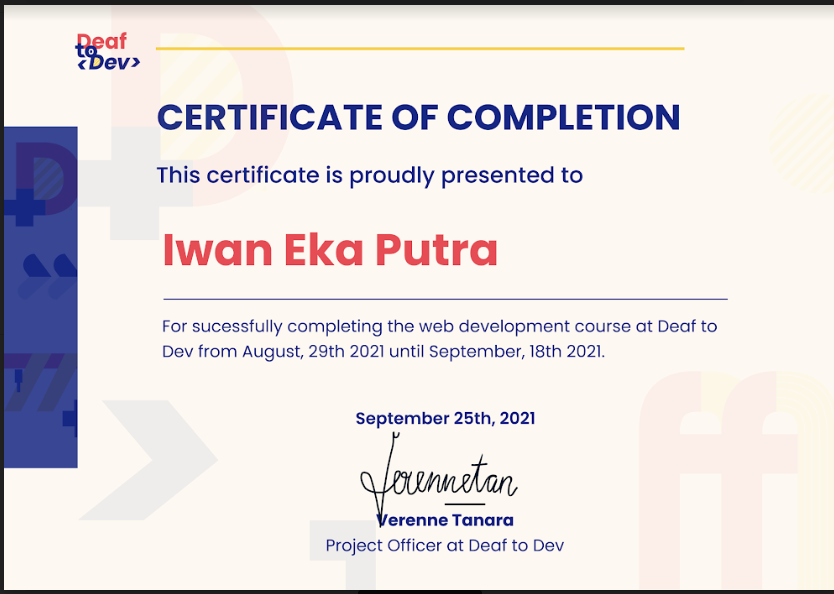 Deaf
to
<Dev>
CERTIFICATE OF COMPLETION
This certificate is proudly presented to
Iwan Eka Putra
For sucessfully completing the web development course at Deaf to
Dev from August, 29th 2021 until September, 18th 2021.
September 25th, 2021
Verennetan
Verenne Tanara
Project Officer at Deaf to Dev